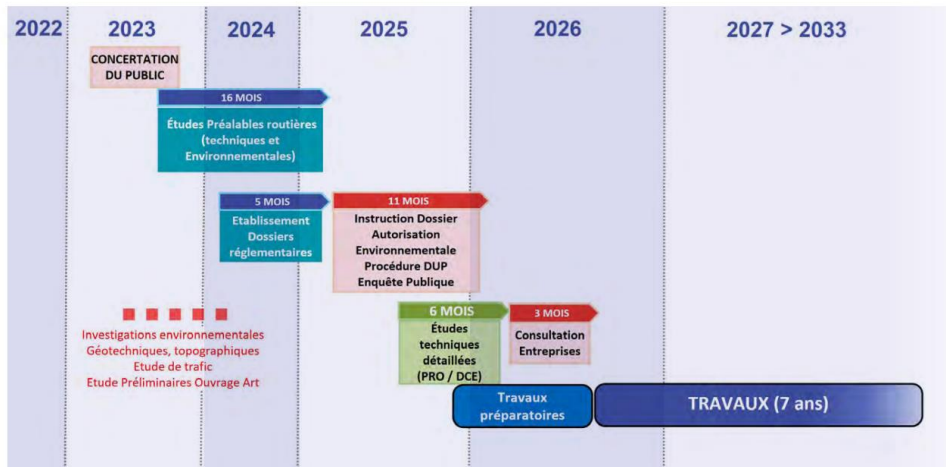 2022
2023
2024
2025
2026
2027 > 2033
CONCERTATION
DU PUBLIC
16 MOIS
Études Préalables routières
(techniques et
Environnementales)
5 MOIS
Etablissement
Dossiers
réglementaires
11 MOIS
Instruction Dossier
Autorisation
Environnementale
Procédure DUP
Enquête Publique
Investigations environnementales
Géotechniques, topographiques
Etude de trafic
Etude Préliminaires Ouvrage Art
6 MOIS
Études
techniques
détaillées
(PRO / DCE)
3 MOIS
Consultation
Entreprises
Travaux
préparatoires
TRAVAUX (7 ans)